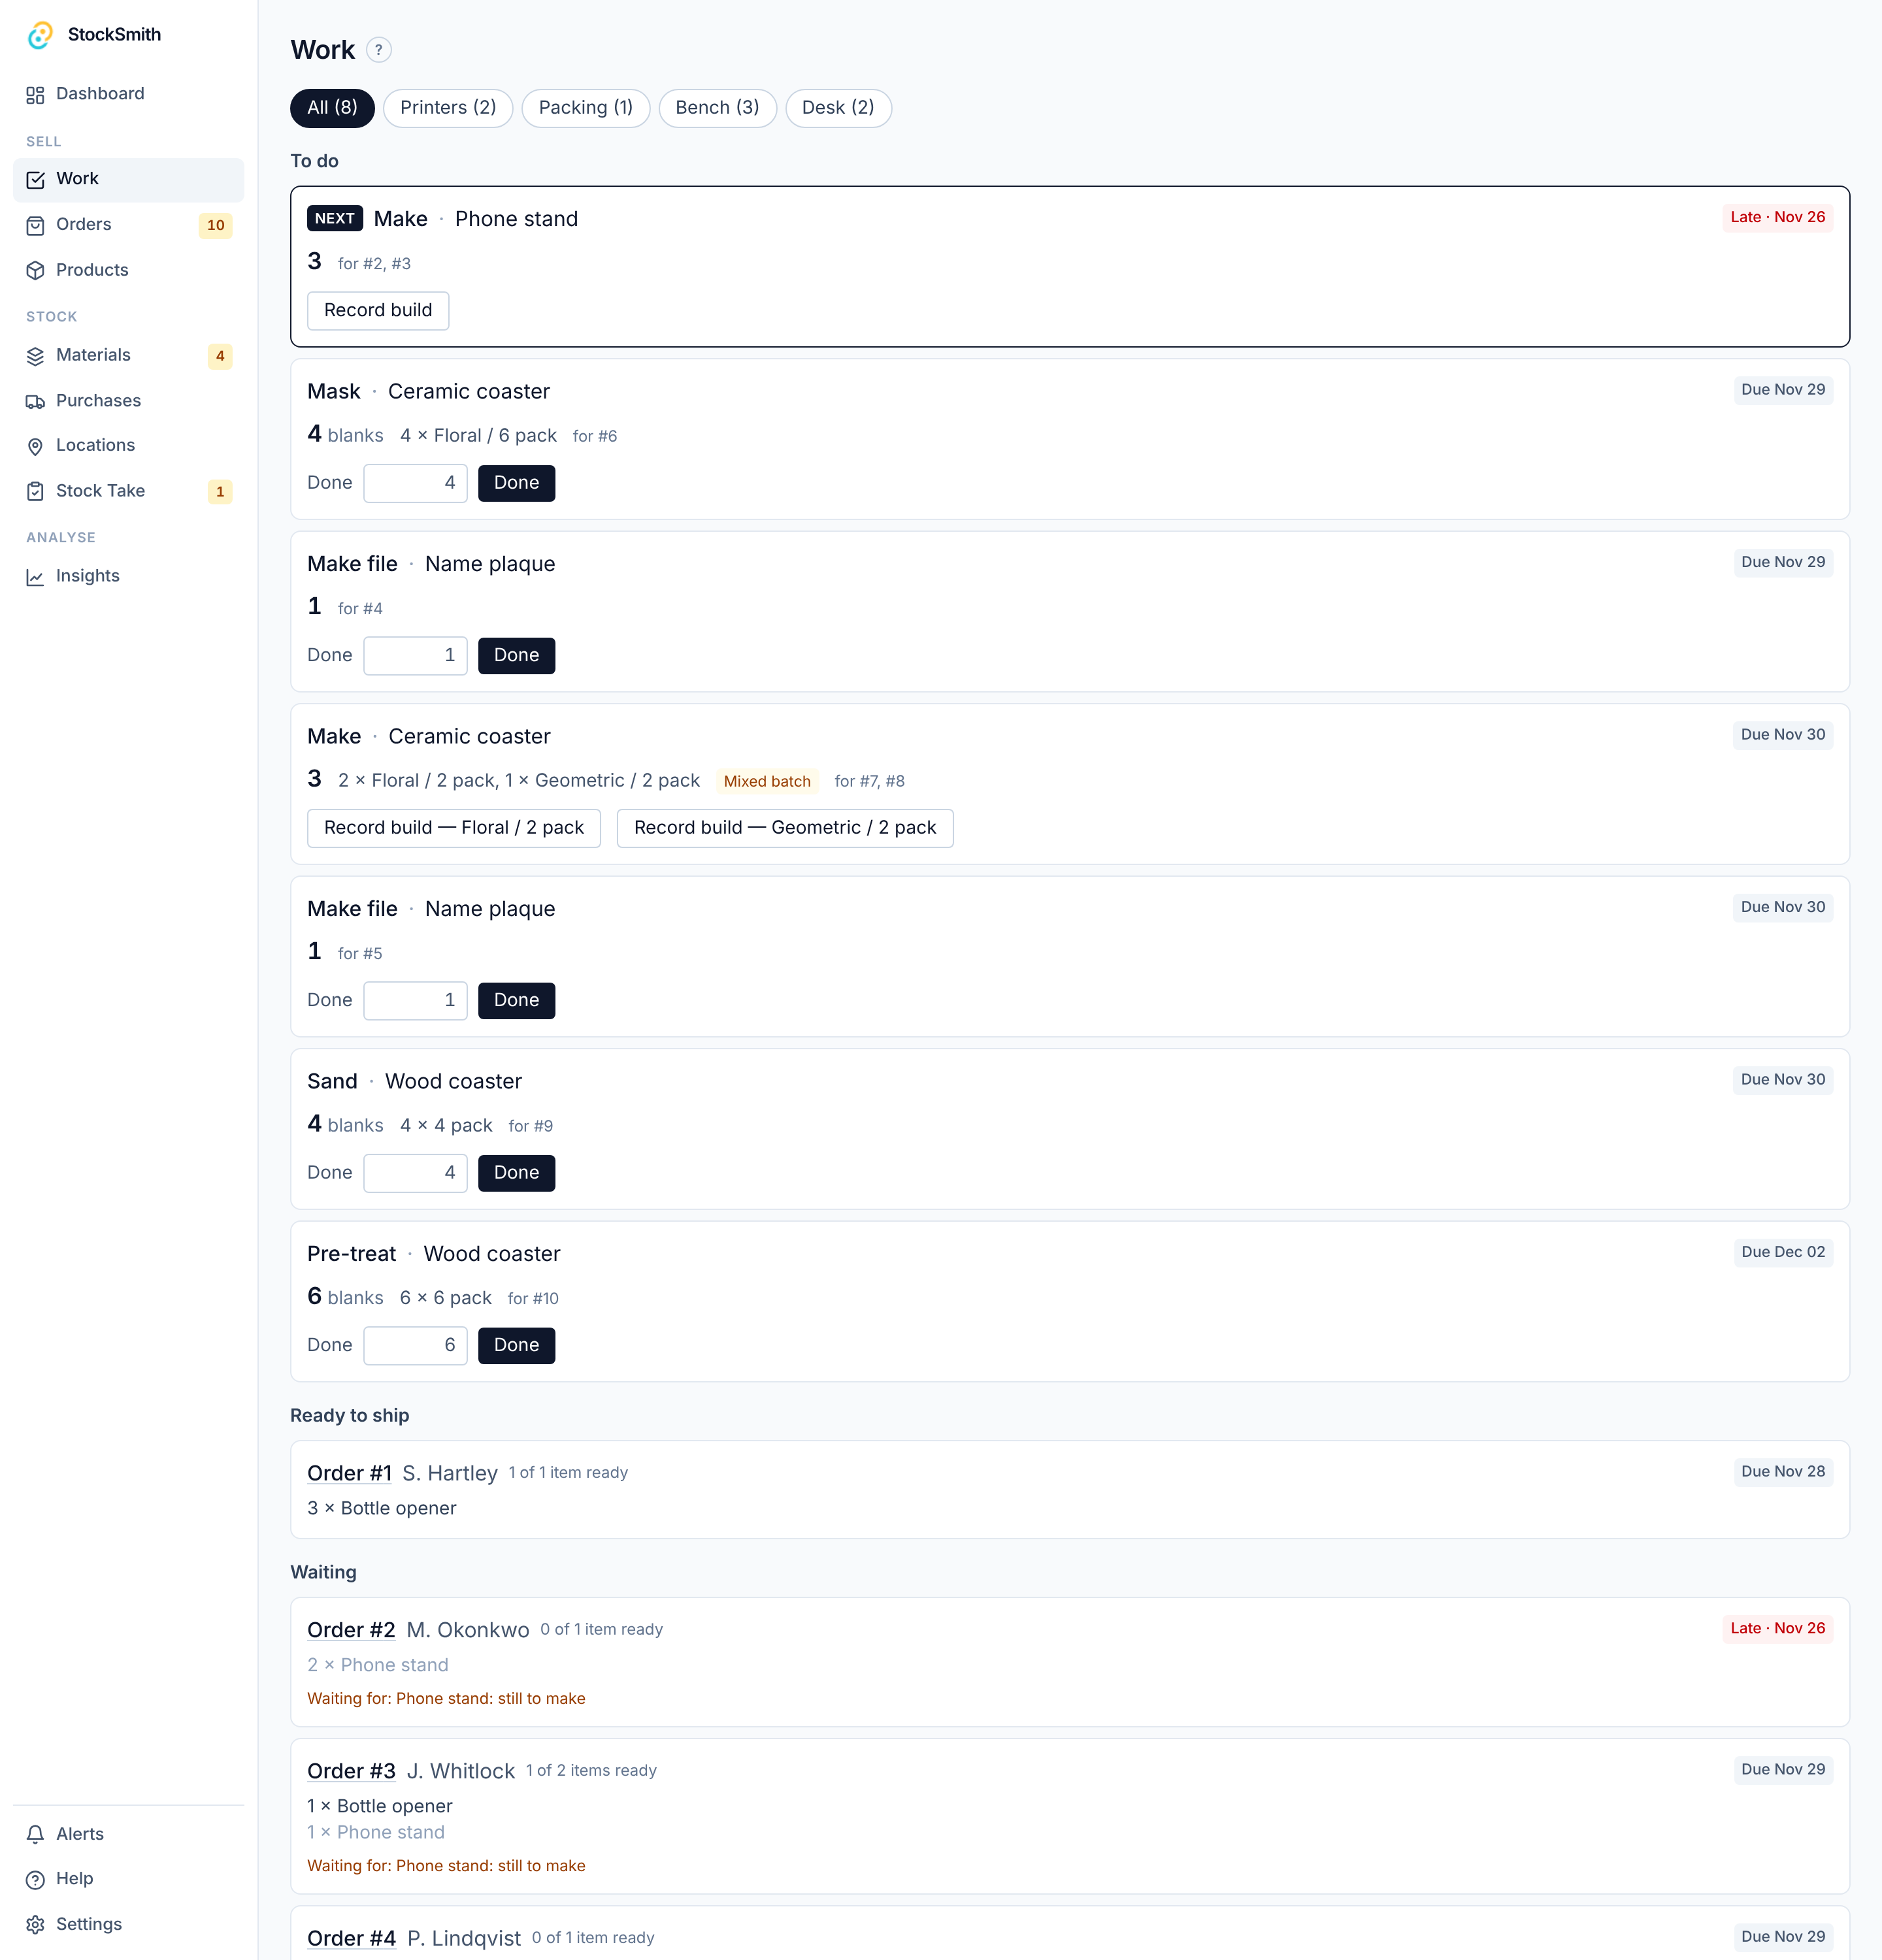 StockSmith
Dashboard
SELL
Work
Orders 10
Products
STOCK
Materials 4
Purchases
Locations
Stock Take 1
ANALYSE
Insights
Alerts
Help
Settings
Work ?
All (8) Printers (2) Packing (1) Bench (3) Desk (2)
To do
NEXT Make · Phone stand Late · Nov 26
3 for #2, #3
Record build
Mask · Ceramic coaster Due Nov 29
4 blanks 4 × Floral / 6 pack for #6
Done 4 Done
Make file · Name plaque Due Nov 29
1 for #4
Done 1 Done
Make · Ceramic coaster Due Nov 30
3 2 × Floral / 2 pack, 1 × Geometric / 2 pack Mixed batch for #7, #8
Record build — Floral / 2 pack Record build — Geometric / 2 pack
Make file · Name plaque Due Nov 30
1 for #5
Done 1 Done
Sand · Wood coaster Due Nov 30
4 blanks 4 × 4 pack for #9
Done 4 Done
Pre-treat · Wood coaster Due Dec 02
6 blanks 6 × 6 pack for #10
Done 6 Done
Ready to ship
Order #1 S. Hartley 1 of 1 item ready Due Nov 28
3 × Bottle opener
Waiting
Order #2 M. Okonkwo 0 of 1 item ready Late · Nov 26
2 × Phone stand
Waiting for: Phone stand: still to make
Order #3 J. Whitlock 1 of 2 items ready Due Nov 29
1 × Bottle opener
1 × Phone stand
Waiting for: Phone stand: still to make
Order #4 P. Lindqvist 0 of 1 item ready Due Nov 29